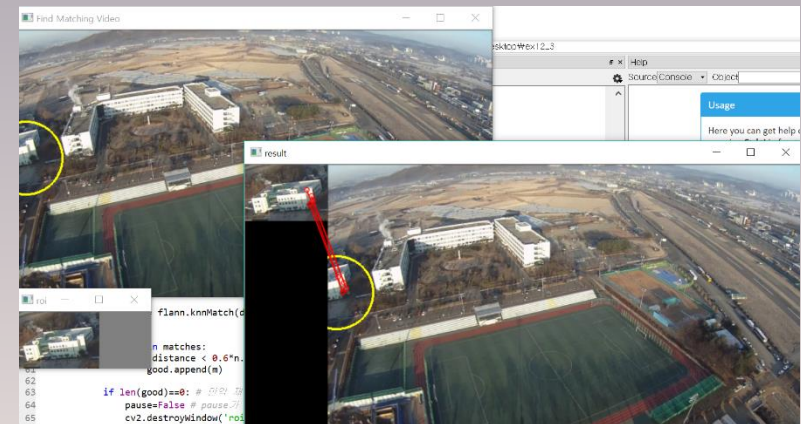 Find Matching Video
esktop₩ex12_3
Help
Source Console
Object
Usage
Here you can get help
result
roi
flann.knnMatch(d
n matches:
distance < 0.6*n.
61 good.append(m)
62
63 if len(good)==0: #
64 pause=False # pause
65 cv2.destroyWindow('roi